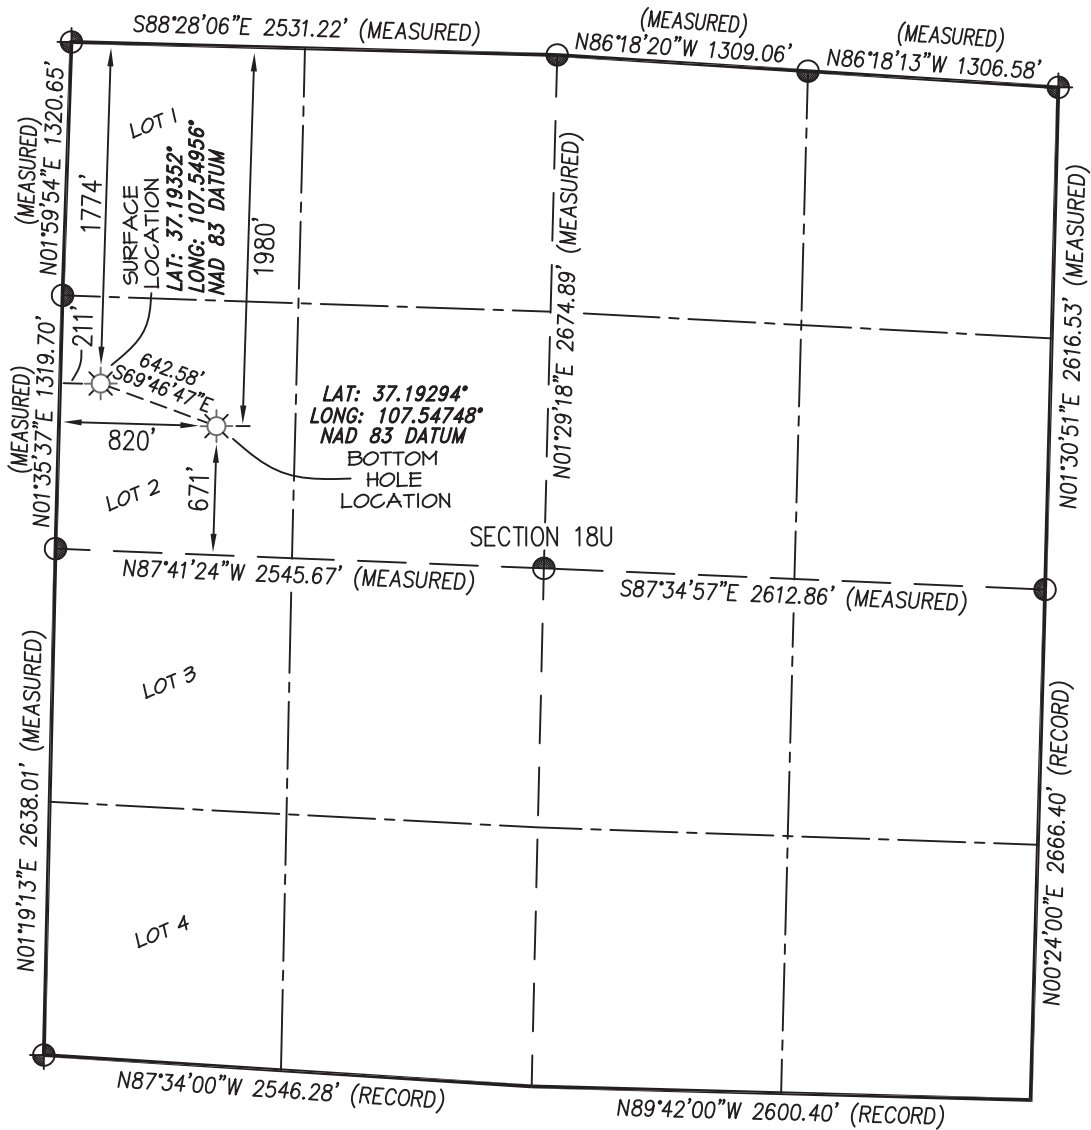 S88°28'06"E 2531.22' (MEASURED)
(MEASURED)
N86°18'20"W 1309.06'
(MEASURED)
N86°18'13"W 1306.58'
(MEASURED)
N01°59'54"E 1320.65'
1774'
LOT 1
SURFACE
LOCATION
LAT: 37.19352°
LONG: 107.54956°
NAD 83 DATUM
1980'
N01°29'18"E 2674.89' (MEASURED)
N01°30'51"E 2616.53' (MEASURED)
211'
(MEASURED)
N01°35'37"E 1319.70'
642.58'
S69°46'47"E
820'
LAT: 37.19294°
LONG: 107.54748°
NAD 83 DATUM
BOTTOM
HOLE
LOCATION
LOT 2
671'
SECTION 18U
N87°41'24"W 2545.67' (MEASURED)
S87°34'57"E 2612.86' (MEASURED)
LOT 3
N01°19'13"E 2638.01' (MEASURED)
N00°24'00"E 2666.40' (RECORD)
LOT 4
N87°34'00"W 2546.28' (RECORD)
N89°42'00"W 2600.40' (RECORD)